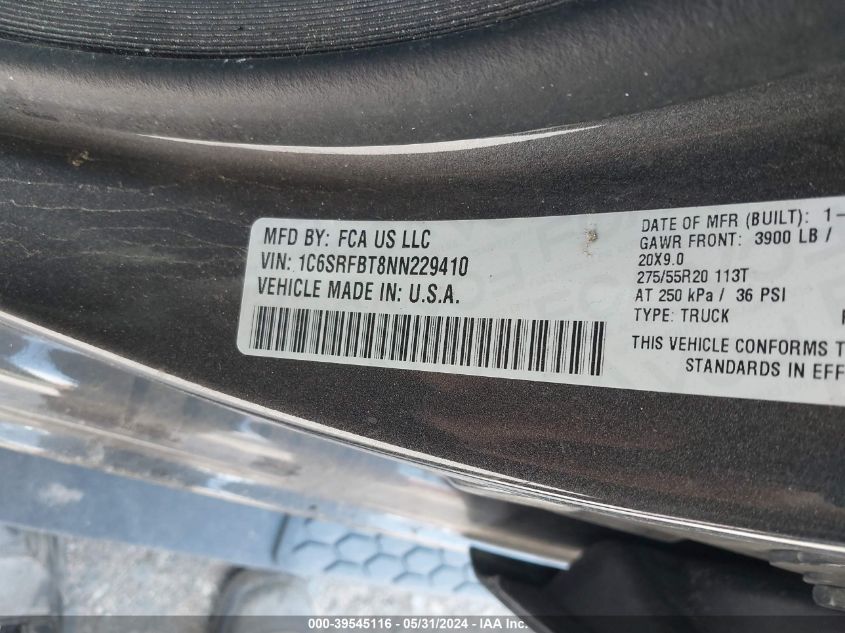 MFD BY: FCA US LLC
VIN: 1C6SRFBT8NN229410
VEHICLE MADE IN: U.S.A.
DATE OF MFR (BUILT): 1-
GAWR FRONT: 3900 LB /
20X9.0
275/55R20 113T
AT 250 kPa / 36 PSI
TYPE: TRUCK
THIS VEHICLE CONFORMS T
STANDARDS IN EFF
000-39545116 - 05/31/2024 - IAA Inc.